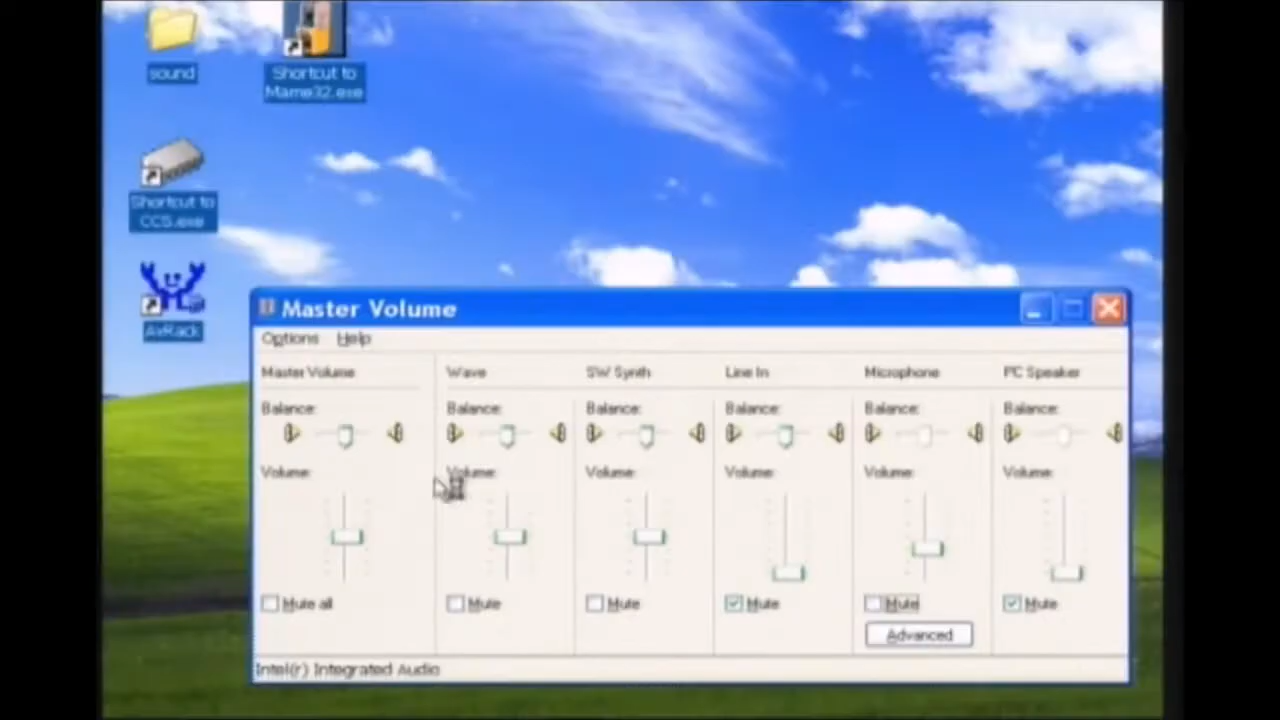 sound
Shortcut to
Mame32.exe
Shortcut to
CCS.exe
AvRack
Master Volume
Options Help
Master Volume Wave SW Synth Line In Microphone PC Speaker
Balance: Balance: Balance: Balance: Balance: Balance:
Volume: Volume: Volume: Volume: Volume: Volume:
Mute all Mute Mute Mute Mute Mute
Advanced
Intel(r) Integrated Audio